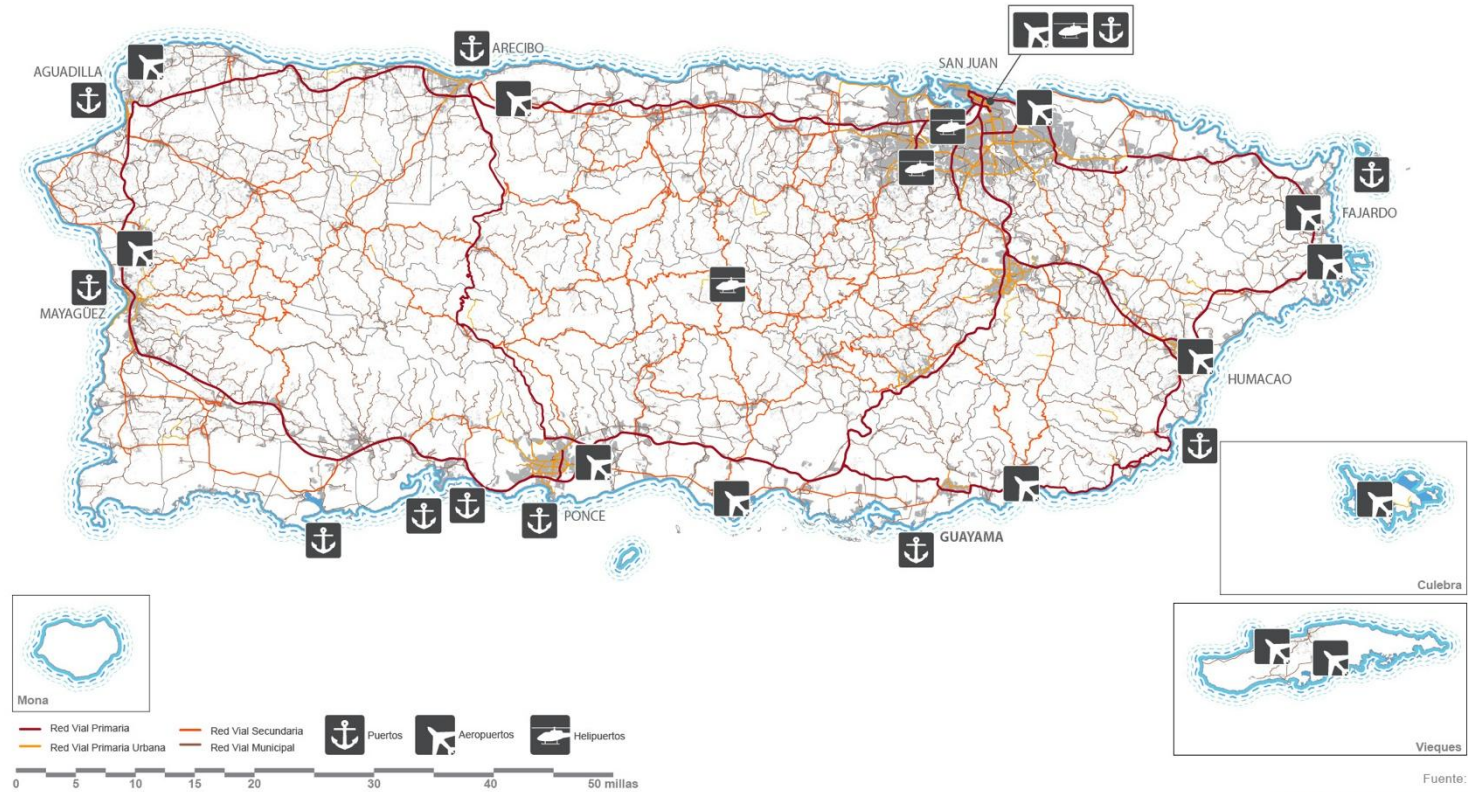 ARECIBO
SAN JUAN
AGUADILLA
FAJARDO
MAYAGÜEZ
HUMACAO
PONCE
GUAYAMA
Culebra
Mona
Vieques
Red Vial Primaria
Red Vial Secundaria
Puertos
Aeropuertos
Helipuertos
Red Vial Primaria Urbana
Red Vial Municipal
0 5 10 15 20 30 40 50 millas
Fuente: